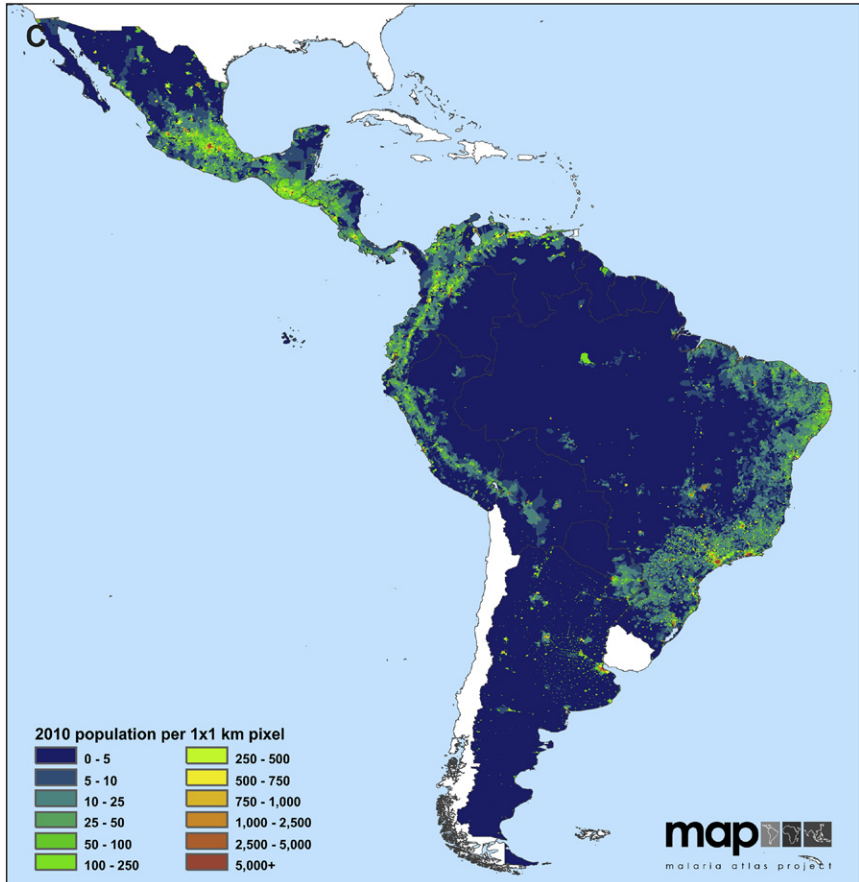 C
2010 population per 1x1 km pixel
0 - 5
5 - 10
10 - 25
25 - 50
50 - 100
100 - 250
250 - 500
500 - 750
750 - 1,000
1,000 - 2,500
2,500 - 5,000
5,000+
map
malaria atlas project